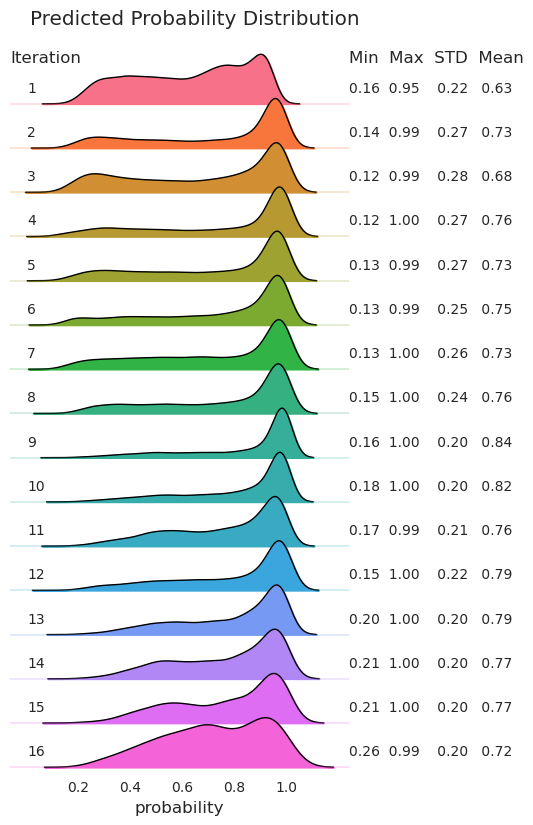 Predicted Probability Distribution
Iteration Min Max STD Mean
1 0.16 0.95 0.22 0.63
2 0.14 0.99 0.27 0.73
3 0.12 0.99 0.28 0.68
4 0.12 1.00 0.27 0.76
5 0.13 0.99 0.27 0.73
6 0.13 0.99 0.25 0.75
7 0.13 1.00 0.26 0.73
8 0.15 1.00 0.24 0.76
9 0.16 1.00 0.20 0.84
10 0.18 1.00 0.20 0.82
11 0.17 0.99 0.21 0.76
12 0.15 1.00 0.22 0.79
13 0.20 1.00 0.20 0.79
14 0.21 1.00 0.20 0.77
15 0.21 1.00 0.20 0.77
16 0.26 0.99 0.20 0.72
0.2 0.4 0.6 0.8 1.0
probability